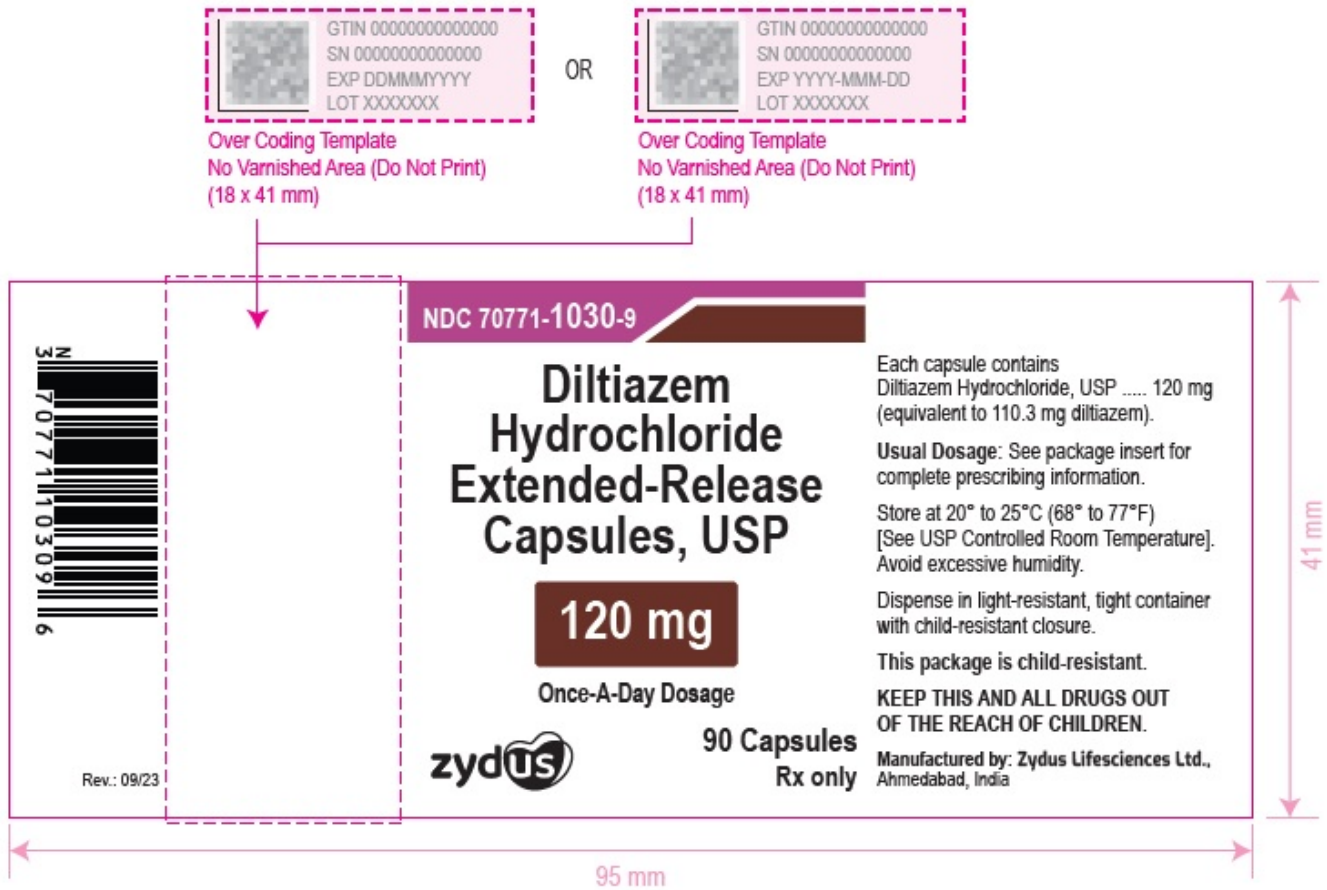 GTIN 00000000000000
SN 00000000000000
EXP DDMMMYYYY
LOT XXXXXXX
OR
GTIN 00000000000000
SN 00000000000000
EXP YYYY-MMM-DD
LOT XXXXXXX
Over Coding Template
No Varnished Area (Do Not Print)
(18 x 41 mm)
Over Coding Template
No Varnished Area (Do Not Print)
(18 x 41 mm)
N
3 70771 10309 6
Rev.: 09/23
NDC 70771-1030-9
Diltiazem
Hydrochloride
Extended-Release
Capsules, USP
120 mg
Once-A-Day Dosage
zydus
90 Capsules
Rx only
Each capsule contains
Diltiazem Hydrochloride, USP ..... 120 mg
(equivalent to 110.3 mg diltiazem).
Usual Dosage: See package insert for
complete prescribing information.
Store at 20° to 25°C (68° to 77°F)
[See USP Controlled Room Temperature].
Avoid excessive humidity.
Dispense in light-resistant, tight container
with child-resistant closure.
This package is child-resistant.
KEEP THIS AND ALL DRUGS OUT
OF THE REACH OF CHILDREN.
Manufactured by: Zydus Lifesciences Ltd.,
Ahmedabad, India
41 mm
95 mm